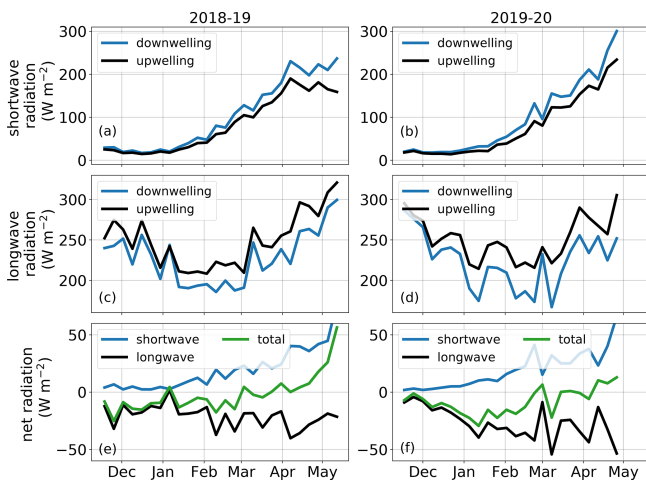 2018-19
2019-20
shortwave
radiation
(W m−2)
300
200
100
0
downwelling
upwelling
(a)
300
200
100
0
downwelling
upwelling
(b)
longwave
radiation
(W m−2)
300
250
200
downwelling
upwelling
(c)
300
250
200
downwelling
upwelling
(d)
net radiation
(W m−2)
50
0
−50
shortwave total
longwave
(e)
50
0
−50
shortwave total
longwave
(f)
Dec Jan Feb Mar Apr May
Dec Jan Feb Mar Apr May